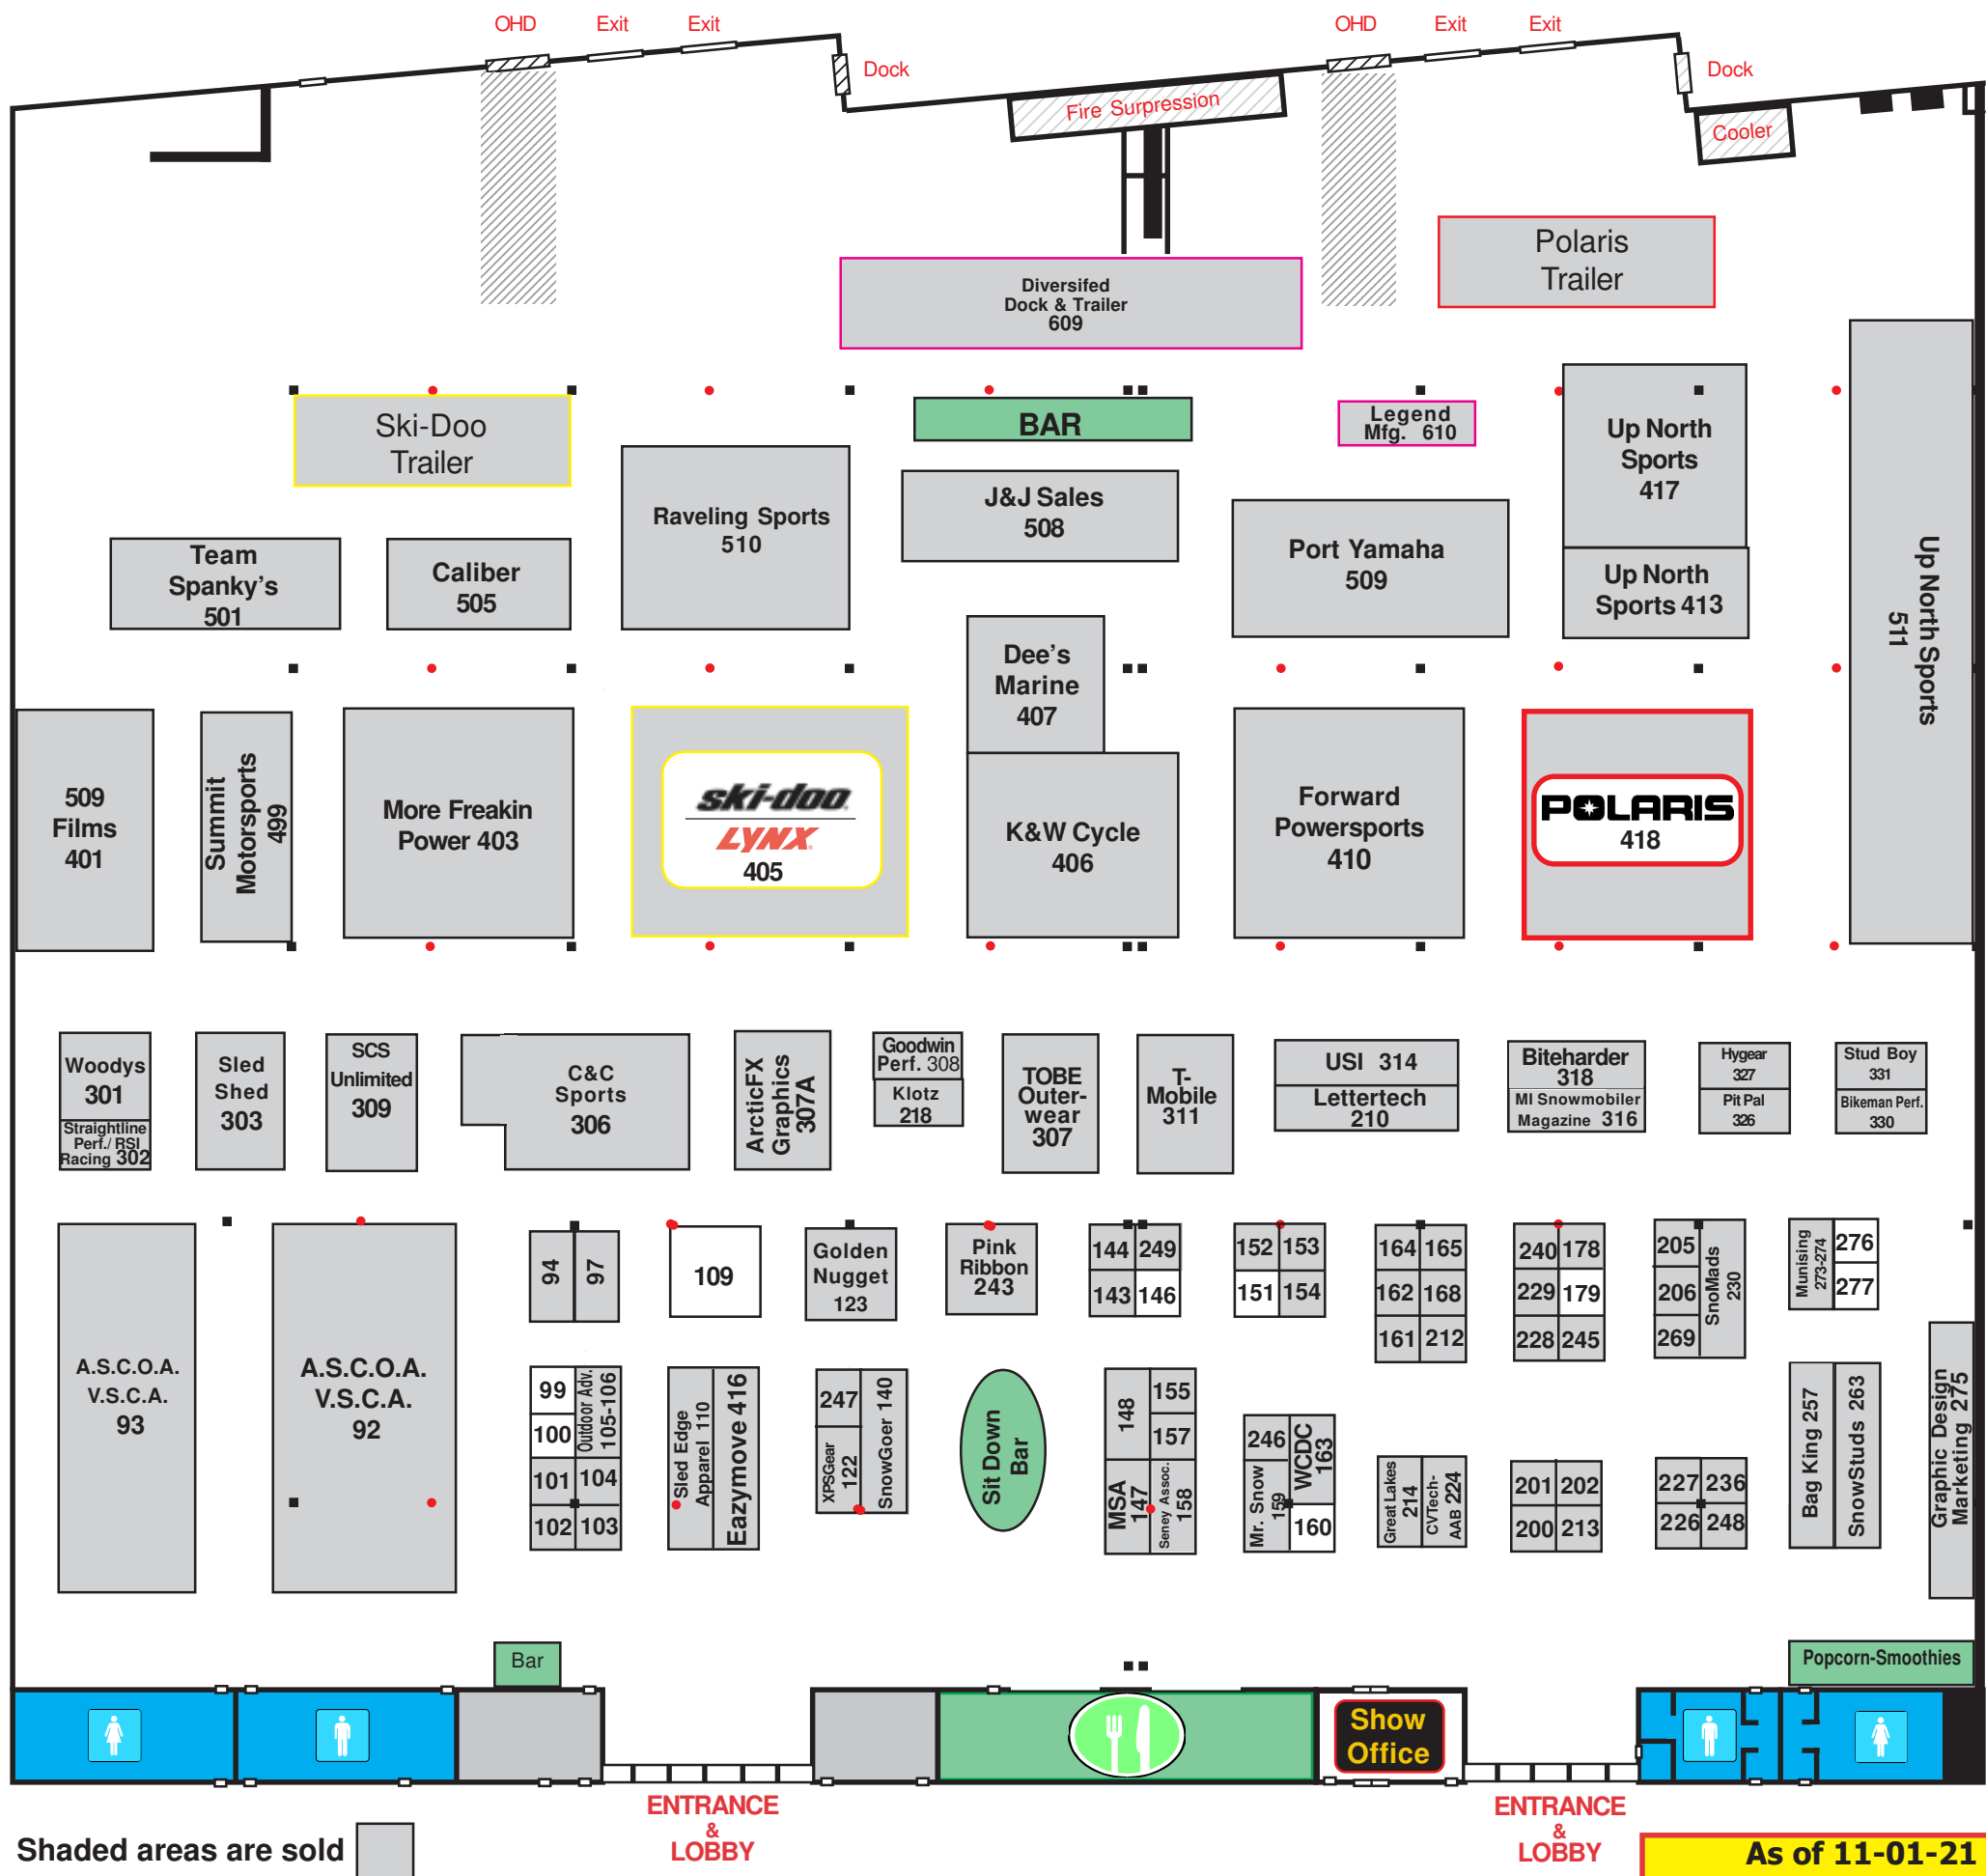 OHD
Exit
Exit
Dock
Fire Surpression
OHD
Exit
Exit
Dock
Cooler
Polaris
Trailer
Diversifed
Dock & Trailer
609
Ski-Doo
Trailer
BAR
Legend
Mfg. 610
Up North
Sports
417
Raveling Sports
510
J&J Sales
508
Port Yamaha
509
Up North
Sports 413
Up North Sports
511
Team
Spanky's
501
Caliber
505
Dee's
Marine
407
509
Films
401
Summit
Motorsports
499
More Freakin
Power 403
ski-doo
LYNX
405
K&W Cycle
406
Forward
Powersports
410
POLARIS
418
Woodys
301
Straightline
Perf./ RSI
Racing 302
Sled
Shed
303
SCS
Unlimited
309
C&C
Sports
306
ArcticFX
Graphics
307A
Goodwin
Perf. 308
Klotz
218
TOBE
Outer-
wear
307
T-
Mobile
311
USI 314
Lettertech
210
Biteharder
318
MI Snowmobiler
Magazine 316
Hygear
327
Pit Pal
326
Stud Boy
331
Bikeman Perf.
330
A.S.C.O.A.
V.S.C.A.
93
A.S.C.O.A.
V.S.C.A.
92
94
97
109
Golden
Nugget
123
Pink
Ribbon
243
144 249
143 146
152 153
151 154
164 165
162 168
161 212
240 178
229 179
228 245
205
206
269
SnoMads
230
Munising
273-274
276
277
99
100
Outdoor Adv.
105-106
101 104
102 103
Sled Edge
Apparel 110
Eazymove 416
247
XPSGear
122
SnowGoer 140
Sit Down
Bar
148
155
157
MSA
147
Seney Assoc.
158
246
WCDC
163
Mr. Snow
159
160
Great Lakes
214
CVTech-
AAB 224
201 202
200 213
227 236
226 248
Bag King 257
SnowStuds 263
Graphic Design
Marketing 275
Bar
Popcorn-Smoothies
Show
Office
ENTRANCE
&
LOBBY
ENTRANCE
&
LOBBY
Shaded areas are sold
As of 11-01-21